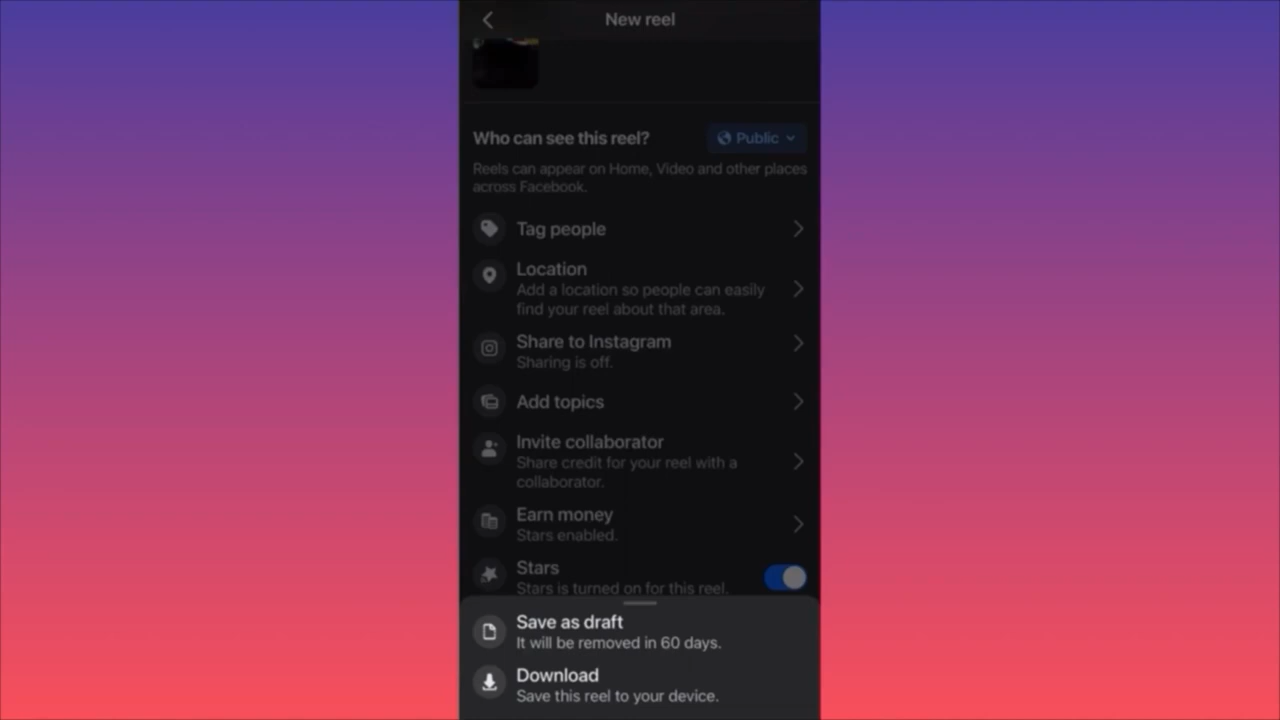 New reel
Who can see this reel?
Public
Reels can appear on Home, Video and other places
across Facebook.
Tag people
Location
Add a location so people can easily
find your reel about that area.
Share to Instagram
Sharing is off.
Add topics
Invite collaborator
Share credit for your reel with a
collaborator.
Earn money
Stars enabled.
Stars
Stars is turned on for this reel.
Save as draft
It will be removed in 60 days.
Download
Save this reel to your device.